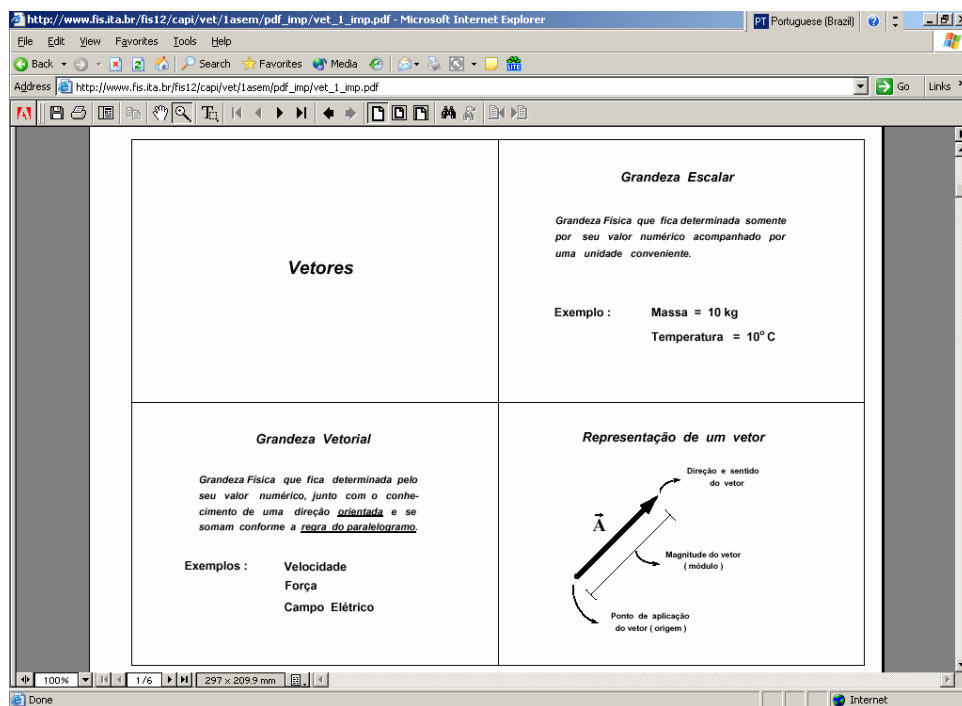 http://www.fis.ita.br/fis12/capi/vet/1asem/pdf_imp/vet_1_imp.pdf - Microsoft Internet Explorer
PT Portuguese (Brazil)
File Edit View Favorites Tools Help
Back Search Favorites Media
Address http://www.fis.ita.br/fis12/capi/vet/1asem/pdf_imp/vet_1_imp.pdf Go Links
Vetores
Grandeza Escalar
Grandeza Física que fica determinada somente
por seu valor numérico acompanhado por
uma unidade conveniente.
Exemplo : Massa = 10 kg
Temperatura = 10° C
Grandeza Vetorial
Grandeza Física que fica determinada pelo
seu valor numérico, junto com o conhe-
cimento de uma direção orientada e se
somam conforme a regra do paralelogramo.
Exemplos : Velocidade
Força
Campo Elétrico
Representação de um vetor
Direção e sentido
do vetor
A
Magnitude do vetor
( módulo )
Ponto de aplicação
do vetor ( origem )
100% 1/6 297 x 209.9 mm
Done Internet